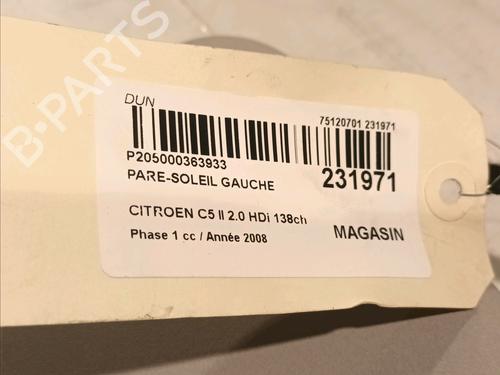 B-PARTS
DUN
75120701 231971
P205000363933
PARE-SOLEIL GAUCHE
231971
CITROEN C5 II 2.0 HDi 138ch
Phase 1 cc / Année 2008
MAGASIN